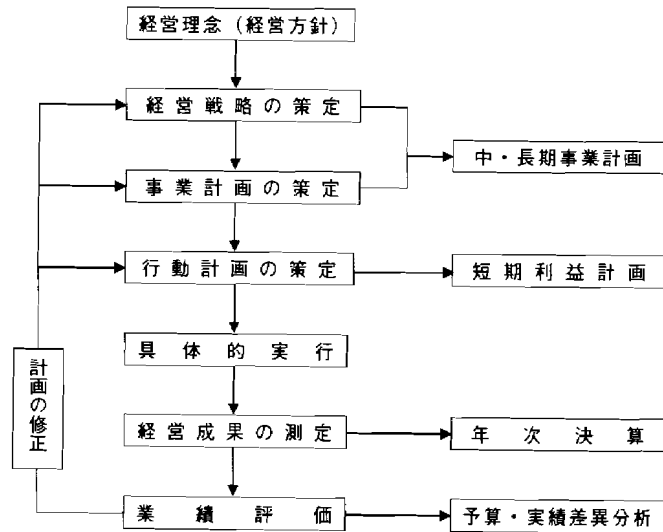 経営理念(経営方針)
経営戦略の策定
中・長期事業計画
事業計画の策定
行動計画の策定
短期利益計画
具体的実行
計画の修正
経営成果の測定
年次決算
業績評価
予算・実績差異分析